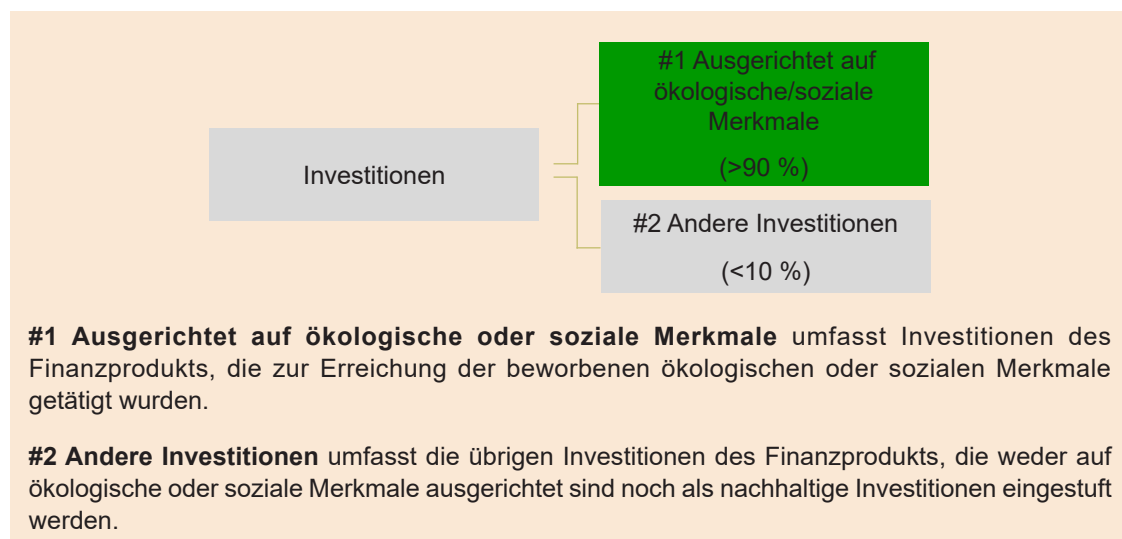 #1 Ausgerichtet auf
ökologische/soziale
Merkmale
(>90 %)
Investitionen
#2 Andere Investitionen
(<10 %)
#1 Ausgerichtet auf ökologische oder soziale Merkmale umfasst Investitionen des
Finanzprodukts, die zur Erreichung der beworbenen ökologischen oder sozialen Merkmale
getätigt wurden.
#2 Andere Investitionen umfasst die übrigen Investitionen des Finanzprodukts, die weder auf
ökologische oder soziale Merkmale ausgerichtet sind noch als nachhaltige Investitionen eingestuft
werden.